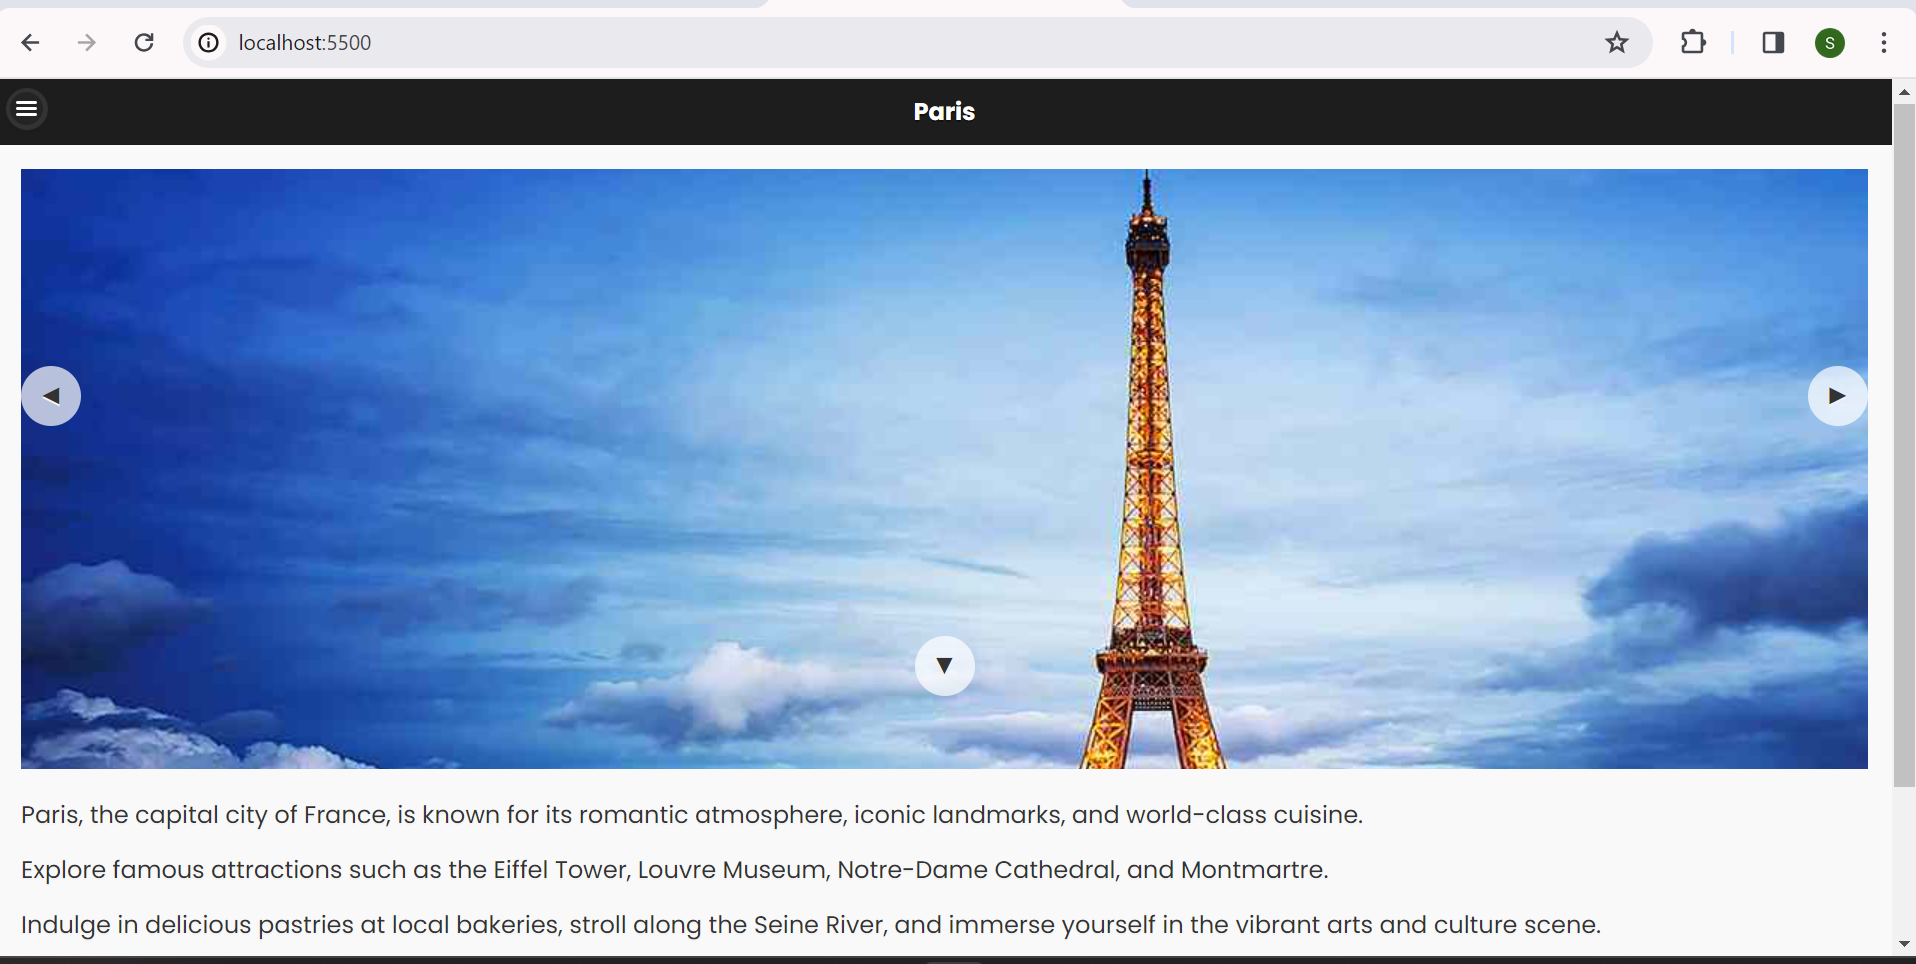 localhost:5500
S
Paris
Paris, the capital city of France, is known for its romantic atmosphere, iconic landmarks, and world-class cuisine.
Explore famous attractions such as the Eiffel Tower, Louvre Museum, Notre-Dame Cathedral, and Montmartre.
Indulge in delicious pastries at local bakeries, stroll along the Seine River, and immerse yourself in the vibrant arts and culture scene.